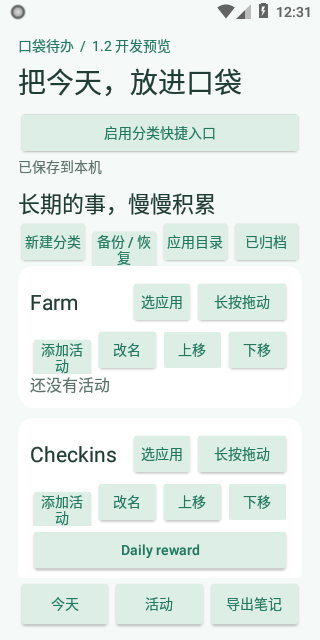 12:31
口袋待办 / 1.2 开发预览
把今天，放进口袋
启用分类快捷入口
已保存到本机
长期的事，慢慢积累
新建分类 备份 / 恢复 应用目录 已归档
Farm 选应用 长按拖动
添加活动 改名 上移 下移
还没有活动
Checkins 选应用 长按拖动
添加活动 改名 上移 下移
Daily reward
今天 活动 导出笔记